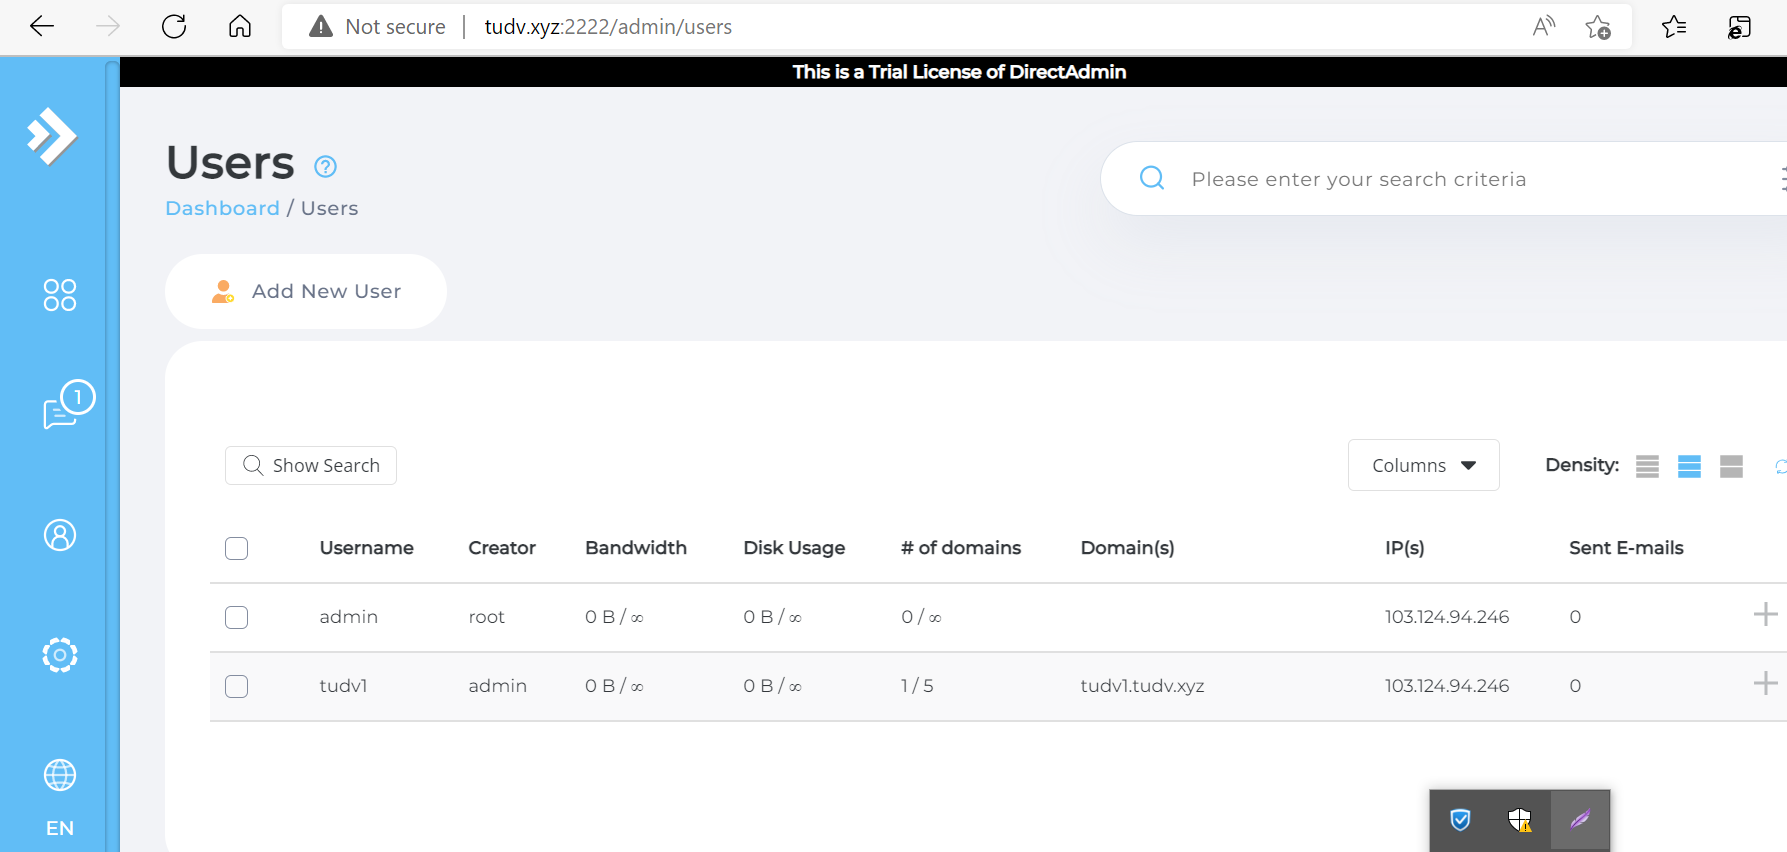 Not secure | tudv.xyz:2222/admin/users
This is a Trial License of DirectAdmin
Users
Dashboard / Users
Please enter your search criteria
Add New User
1
Show Search
Columns
Density:
Username Creator Bandwidth Disk Usage # of domains Domain(s) IP(s) Sent E-mails
admin root 0 B / ∞ 0 B / ∞ 0 / ∞ 103.124.94.246 0
tudv1 admin 0 B / ∞ 0 B / ∞ 1 / 5 tudv1.tudv.xyz 103.124.94.246 0
EN